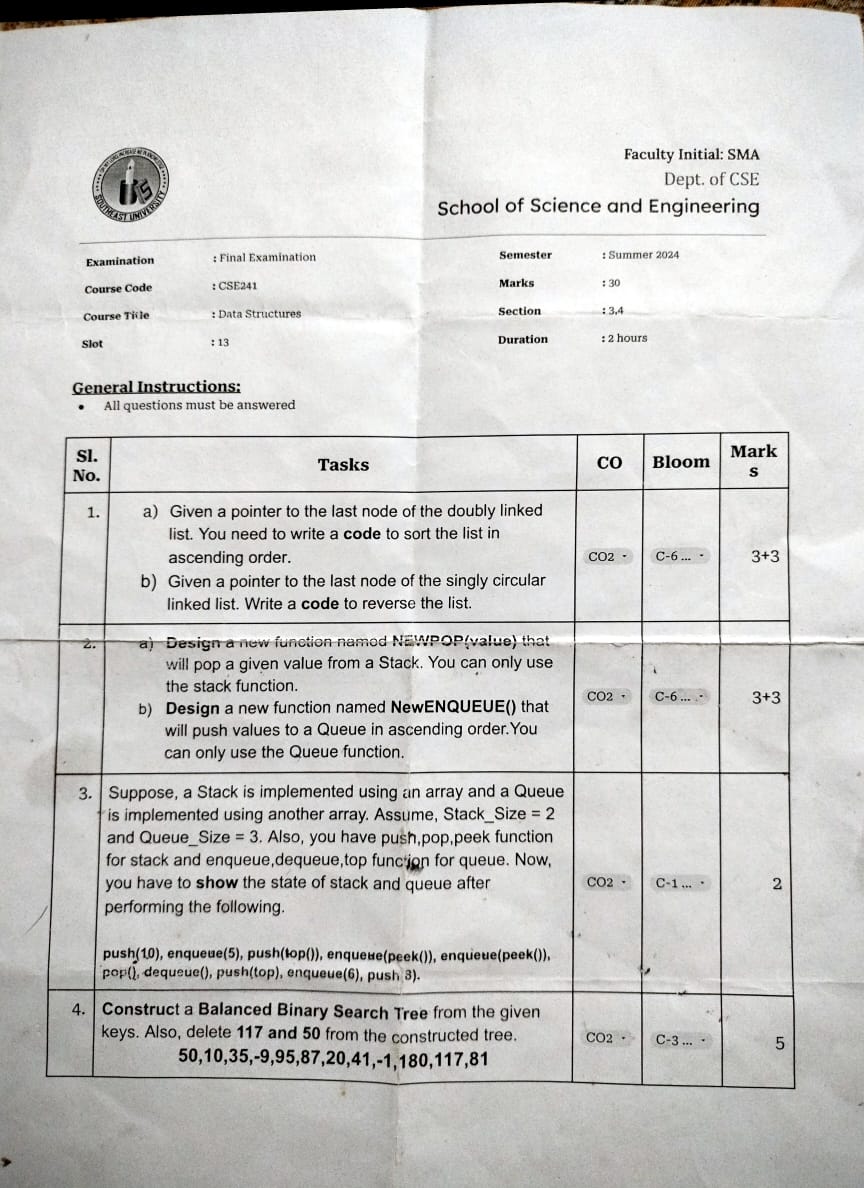 SOUTHEAST UNIVERSITY
Faculty Initial: SMA
Dept. of CSE
School of Science and Engineering
Examination : Final Examination
Semester : Summer 2024
Course Code : CSE241
Marks : 30
Course Title : Data Structures
Section : 3,4
Slot : 13
Duration : 2 hours
General Instructions:
• All questions must be answered
Sl. No. Tasks CO Bloom Marks
1. a) Given a pointer to the last node of the doubly linked
list. You need to write a code to sort the list in
ascending order.
CO2 C-6... 3+3
b) Given a pointer to the last node of the singly circular
linked list. Write a code to reverse the list.
2. a) Design a new function named NEWPOP(value) that
will pop a given value from a Stack. You can only use
the stack function.
CO2 C-6... 3+3
b) Design a new function named NewENQUEUE() that
will push values to a Queue in ascending order.You
can only use the Queue function.
3. Suppose, a Stack is implemented using an array and a Queue
is implemented using another array. Assume, Stack_Size = 2
and Queue_Size = 3. Also, you have push,pop,peek function
for stack and enqueue,dequeue,top function for queue. Now,
you have to show the state of stack and queue after
CO2 C-1... 2
performing the following.
push(10), enqueue(5), push(top()), enqueue(peek()), enqueue(peek()),
pop(), dequeue(), push(top), enqueue(6), push 3).
4. Construct a Balanced Binary Search Tree from the given
keys. Also, delete 117 and 50 from the constructed tree.
CO2 C-3... 5
50,10,35,-9,95,87,20,41,-1,180,117,81